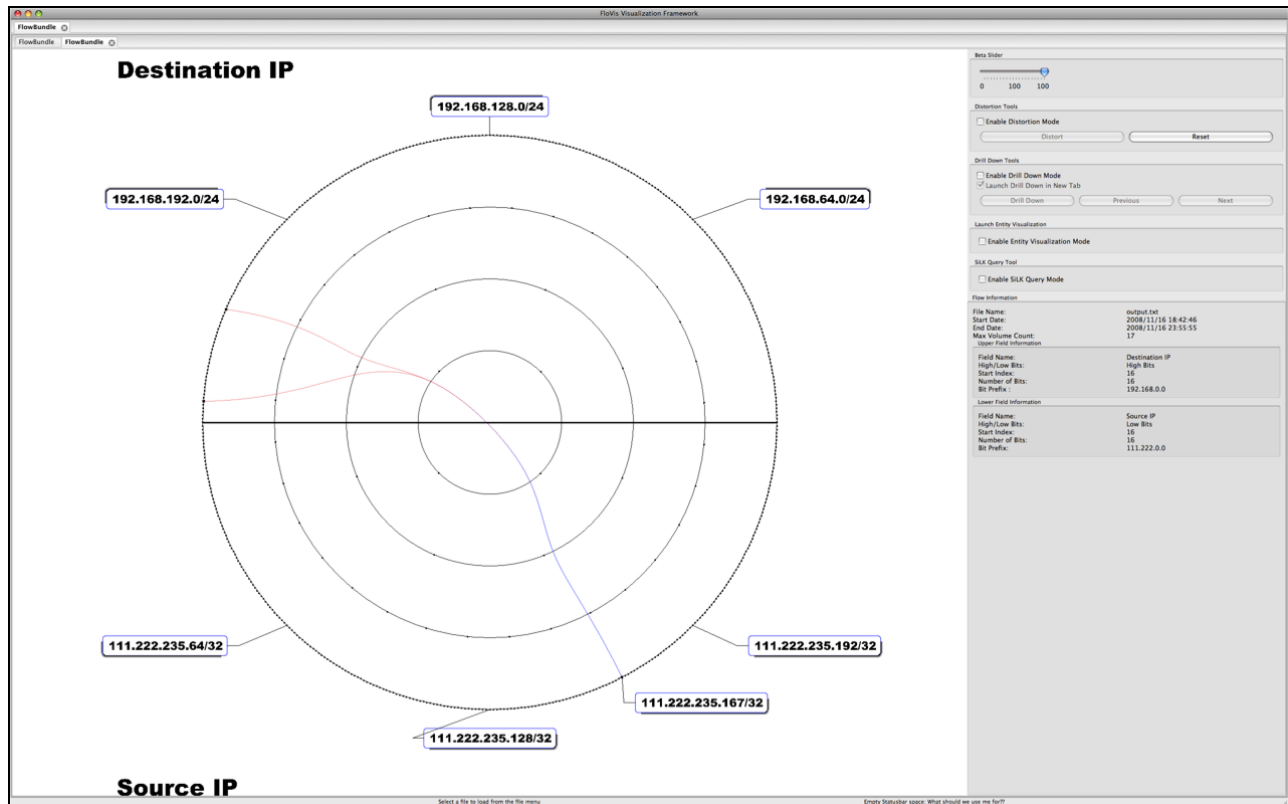 FloVis Visualization Framework
FlowBundle
FlowBundle FlowBundle
Destination IP
192.168.128.0/24
192.168.192.0/24
192.168.64.0/24
111.222.235.64/32
111.222.235.192/32
111.222.235.167/32
111.222.235.128/32
Source IP
Beta Slider
0 100 100
Distortion Tools
Enable Distortion Mode
Distort Reset
Drill Down Tools
Enable Drill Down Mode
Launch Drill Down in New Tab
Drill Down Previous Next
Launch Entity Visualization
Enable Entity Visualization Mode
SiLK Query Tool
Enable SiLK Query Mode
Flow Information
File Name: output.txt
Start Date: 2008/11/16 18:42:46
End Date: 2008/11/16 23:55:55
Max Volume Count: 17
Upper Field Information
Field Name: Destination IP
High/Low Bits: High Bits
Start Index: 16
Number of Bits: 16
Bit Prefix : 192.168.0.0
Lower Field Information
Field Name: Source IP
High/Low Bits: Low Bits
Start Index: 16
Number of Bits: 16
Bit Prefix: 111.222.0.0
Select a file to load from the file menu
Empty Statusbar space: What should we use me for??